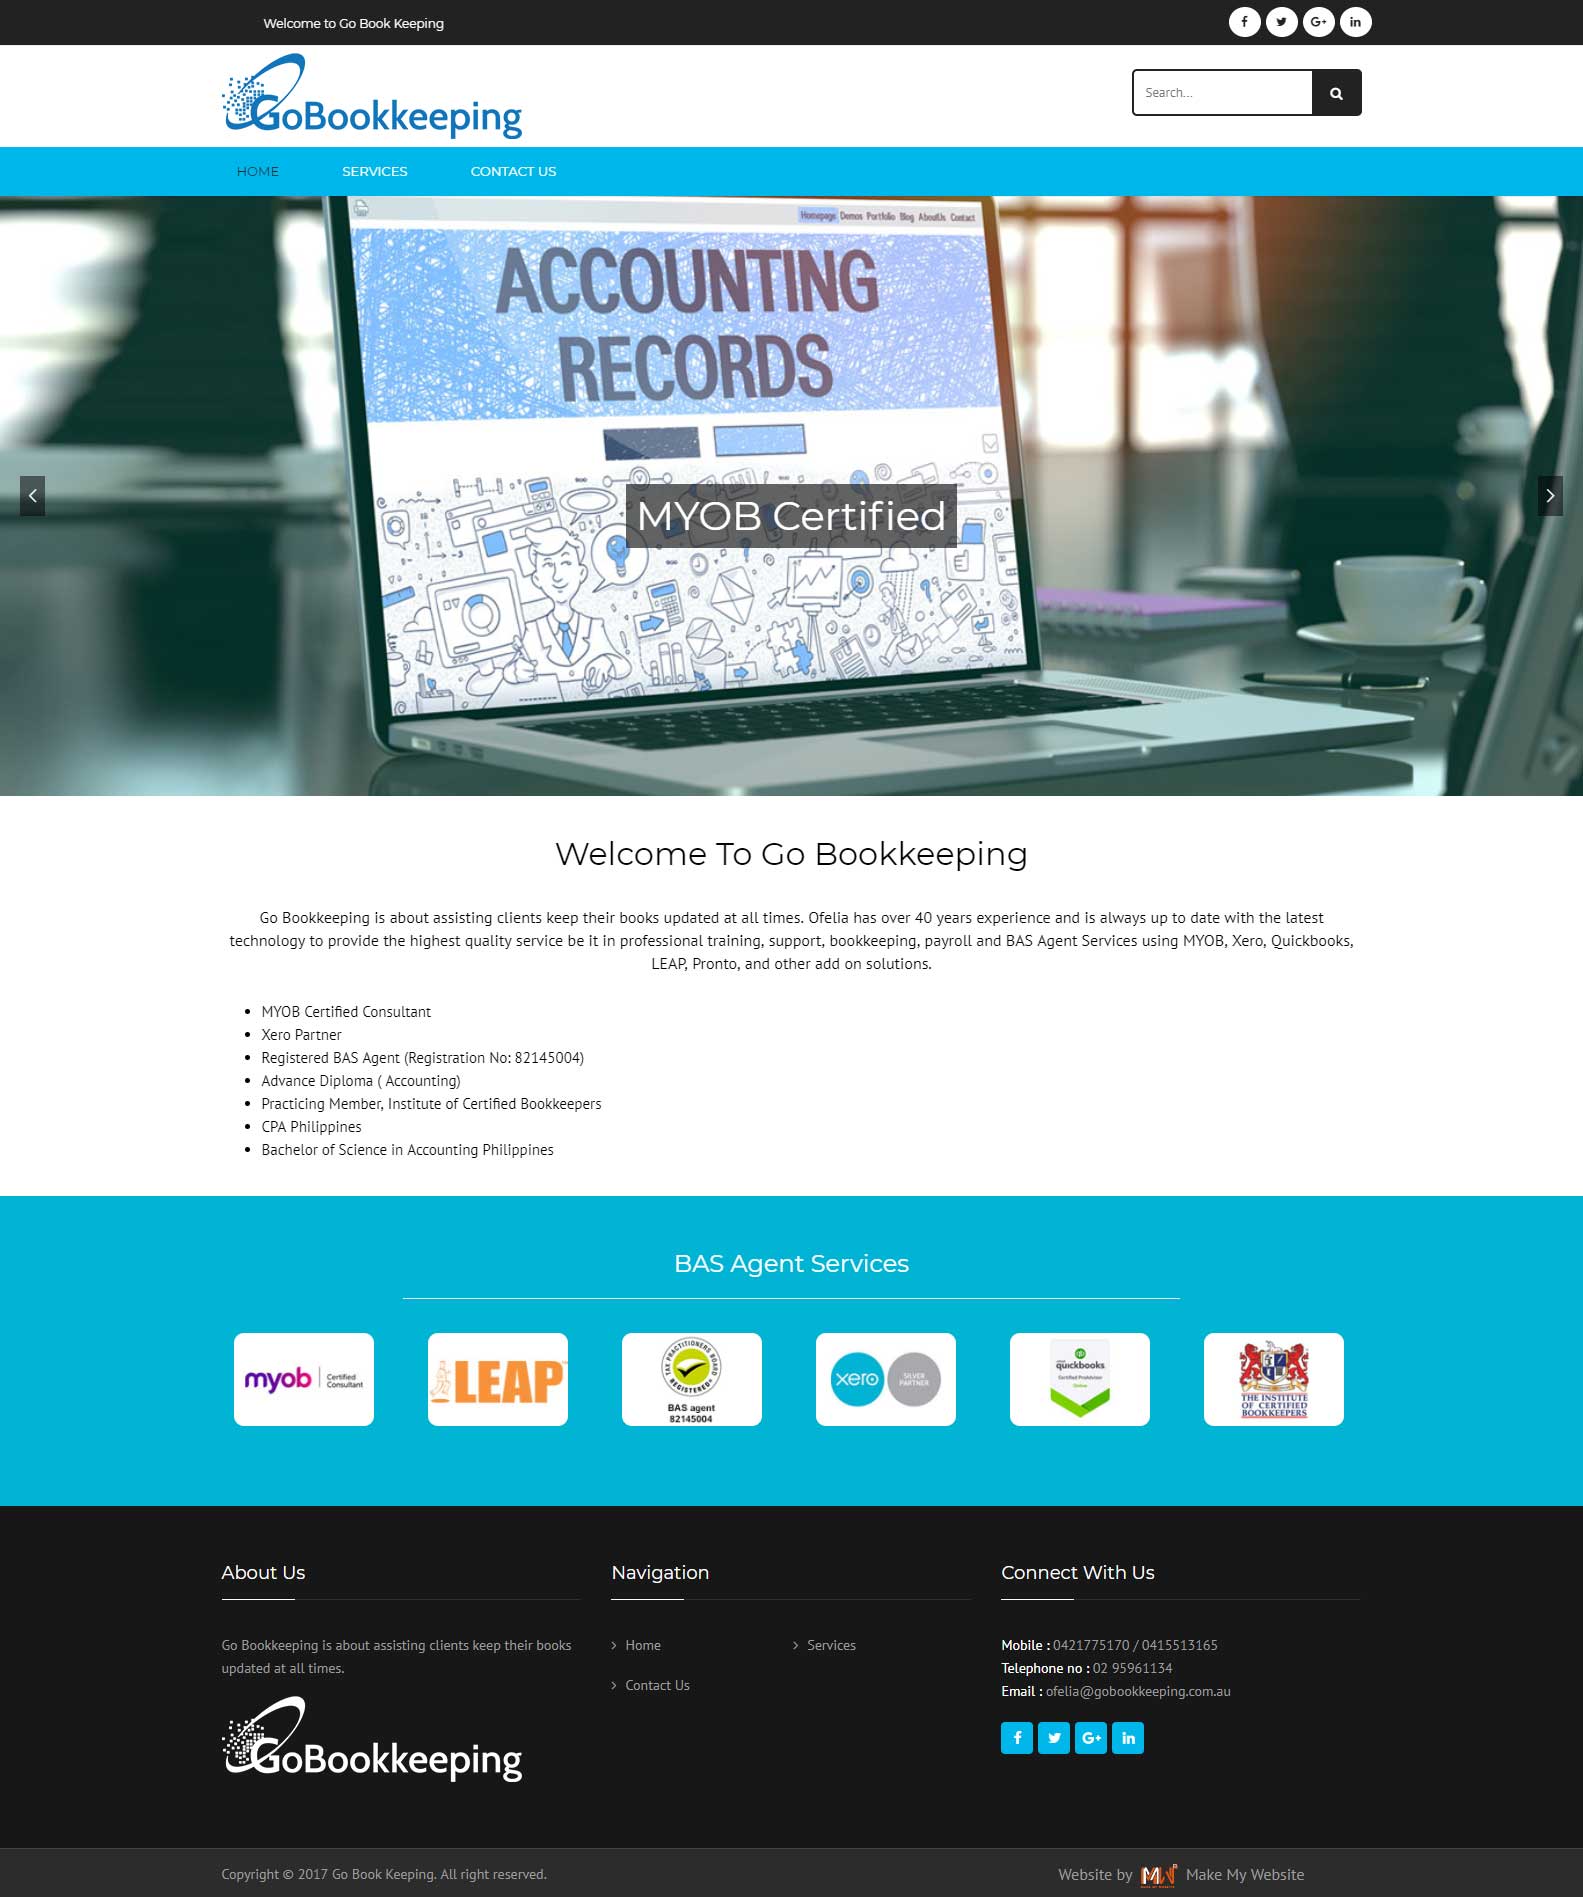 Welcome to Go Book Keeping
GoBookkeeping
Search...
HOME
SERVICES
CONTACT US
Homepage Demos Portfolio Blog AboutUs Contact
ACCOUNTING
RECORDS
MYOB Certified
Welcome To Go Bookkeeping
Go Bookkeeping is about assisting clients keep their books updated at all times. Ofelia has over 40 years experience and is always up to date with the latest
technology to provide the highest quality service be it in professional training, support, bookkeeping, payroll and BAS Agent Services using MYOB, Xero, Quickbooks,
LEAP, Pronto, and other add on solutions.
MYOB Certified Consultant
Xero Partner
Registered BAS Agent (Registration No: 82145004)
Advance Diploma ( Accounting)
Practicing Member, Institute of Certified Bookkeepers
CPA Philippines
Bachelor of Science in Accounting Philippines
BAS Agent Services
myob Certified
Consultant
LEAP
TAX PRACTITIONERS BOARD
REGISTERED
BAS agent
82145004
xero
SILVER
PARTNER
quickbooks
Certified ProAdvisor
Online
THE INSTITUTE
OF CERTIFIED
BOOKKEEPERS
About Us
Go Bookkeeping is about assisting clients keep their books
updated at all times.
GoBookkeeping
Navigation
Home
Services
Contact Us
Connect With Us
Mobile : 0421775170 / 0415513165
Telephone no : 02 95961134
Email : ofelia@gobookkeeping.com.au
Copyright © 2017 Go Book Keeping. All right reserved.
Website by Make My Website